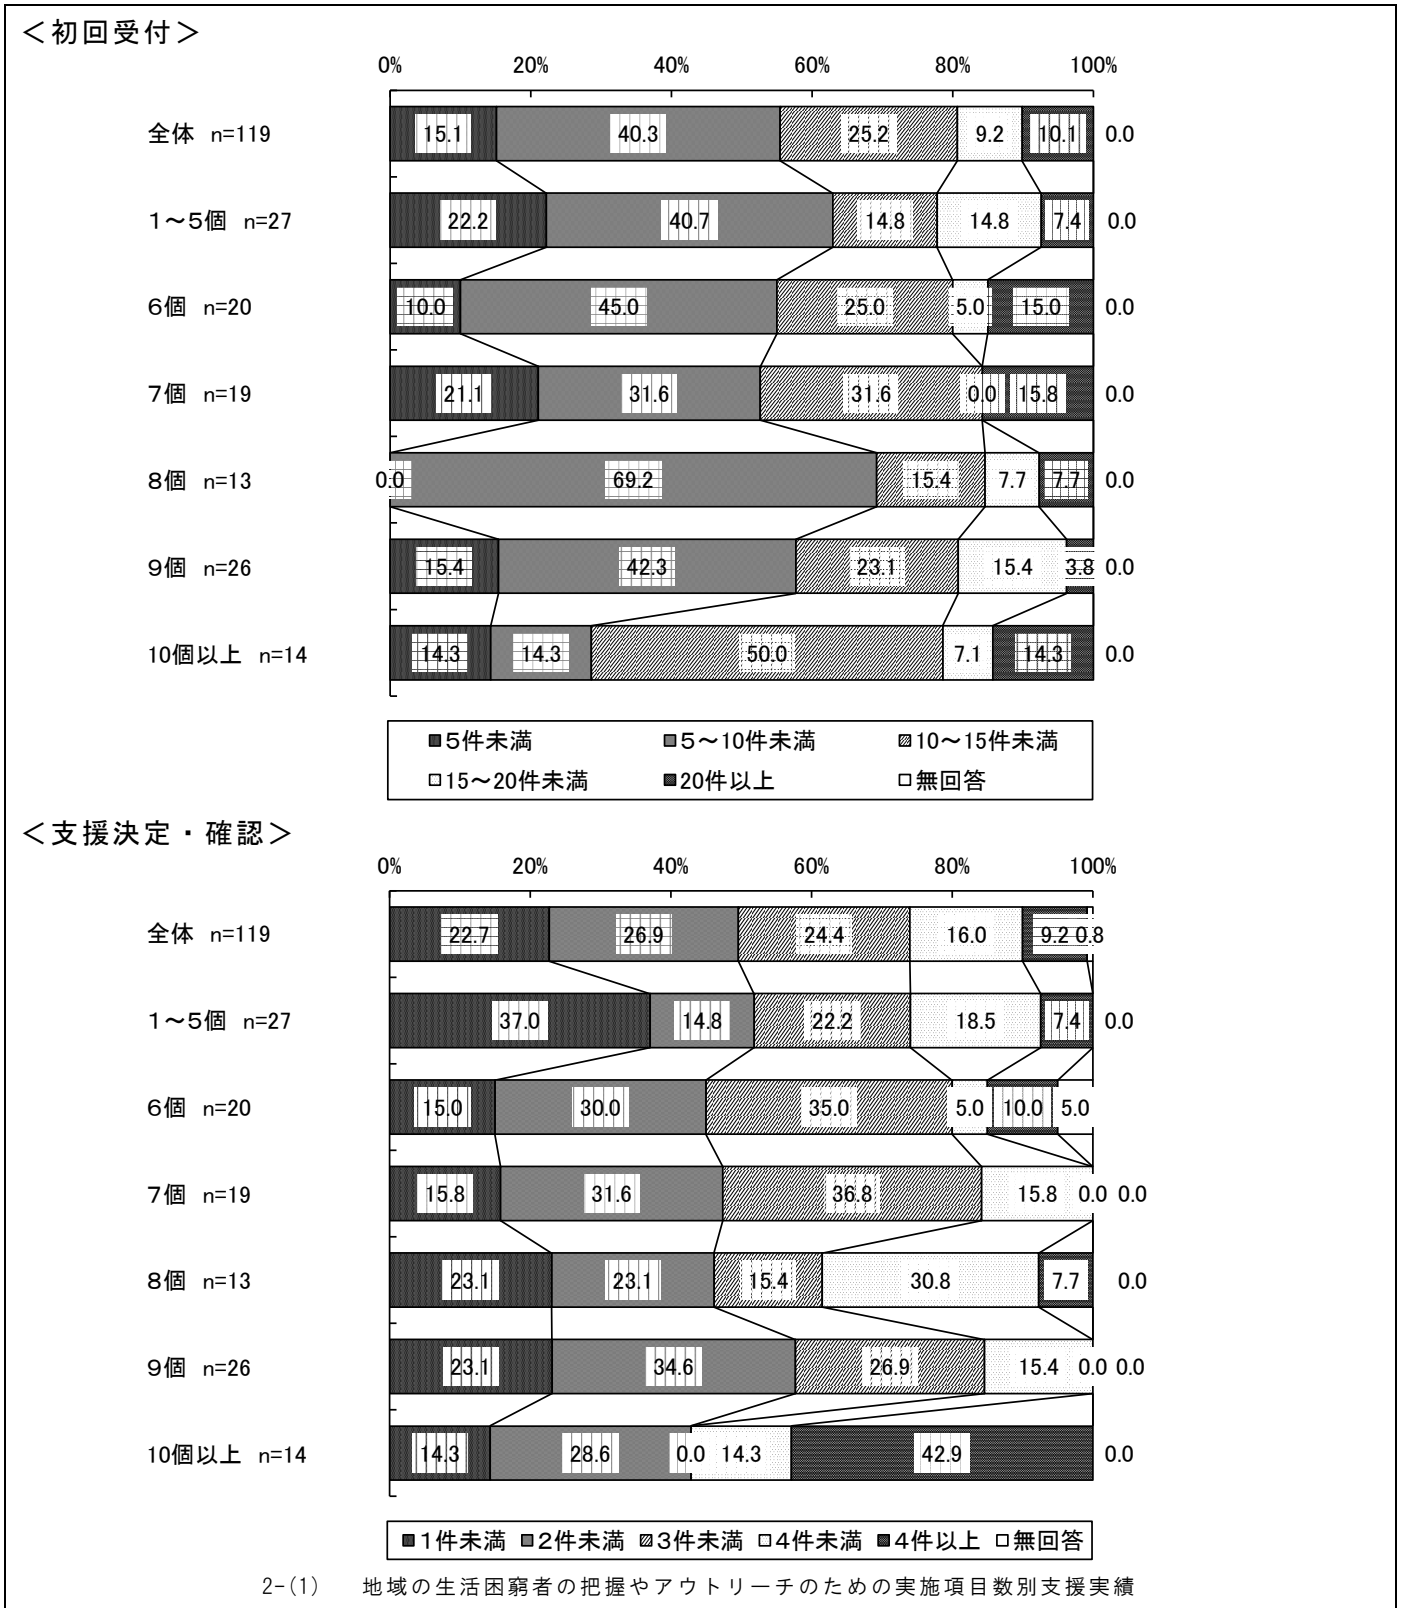 ＜初回受付＞
0% 20% 40% 60% 80% 100%
全体 n=119 15.1 40.3 25.2 9.2 10.1 0.0
1～5個 n=27 22.2 40.7 14.8 14.8 7.4 0.0
6個 n=20 10.0 45.0 25.0 5.0 15.0 0.0
7個 n=19 21.1 31.6 31.6 0.0 15.8 0.0
8個 n=13 0.0 69.2 15.4 7.7 7.7 0.0
9個 n=26 15.4 42.3 23.1 15.4 3.8 0.0
10個以上 n=14 14.3 14.3 50.0 7.1 14.3 0.0
5件未満 5～10件未満 10～15件未満
15～20件未満 20件以上 無回答
＜支援決定・確認＞
0% 20% 40% 60% 80% 100%
全体 n=119 22.7 26.9 24.4 16.0 9.2 0.8
1～5個 n=27 37.0 14.8 22.2 18.5 7.4 0.0
6個 n=20 15.0 30.0 35.0 5.0 10.0 5.0
7個 n=19 15.8 31.6 36.8 15.8 0.0 0.0
8個 n=13 23.1 23.1 15.4 30.8 7.7 0.0
9個 n=26 23.1 34.6 26.9 15.4 0.0 0.0
10個以上 n=14 14.3 28.6 0.0 14.3 42.9 0.0
1件未満 2件未満 3件未満 4件未満 4件以上 無回答
2-(1) 地域の生活困窮者の把握やアウトリーチのための実施項目数別支援実績